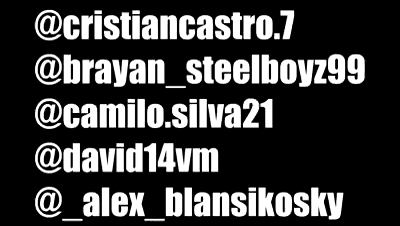 @cristiancastro.7
@brayan_steelboyz99
@camilo.silva21
@david14vm
@_alex_blansikosky